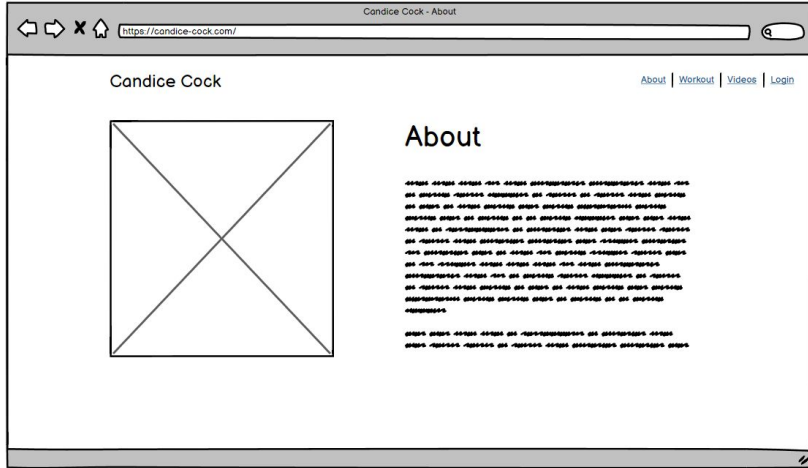 Candice Cock - About
https://candice-cock.com/
Candice Cock
About | Workout | Videos | Login
About